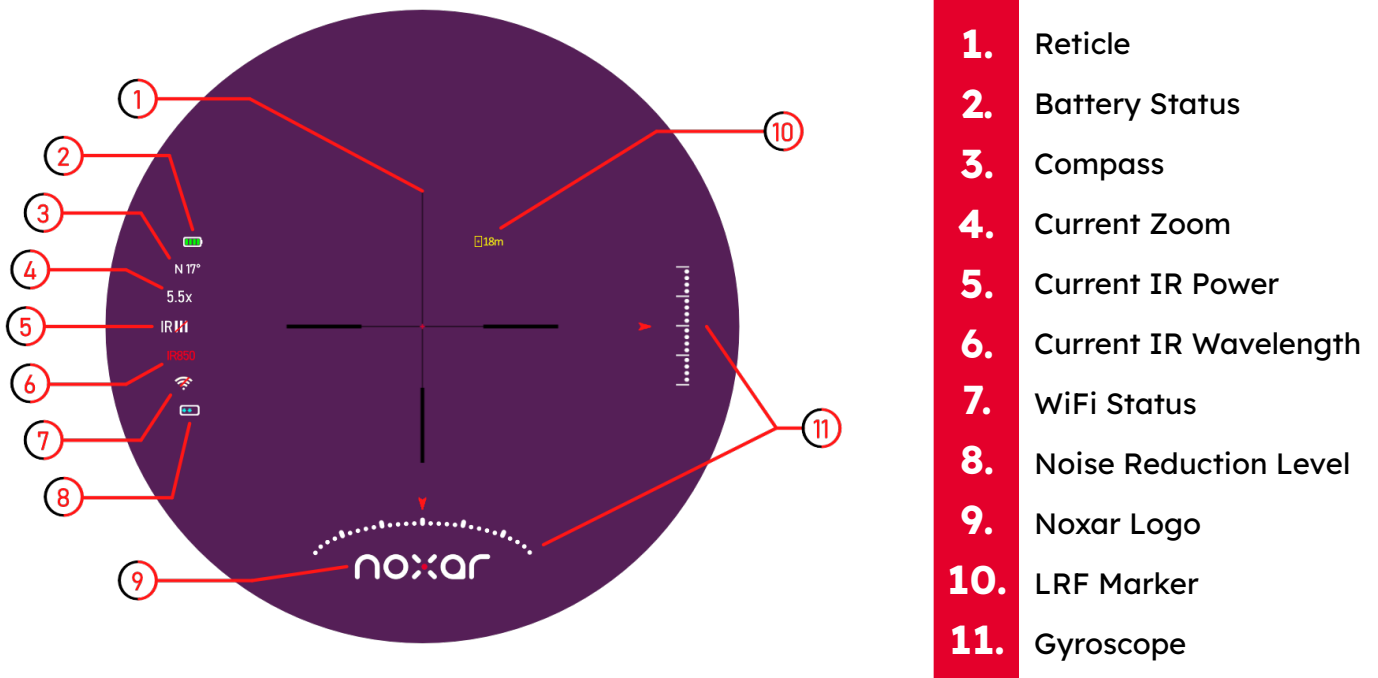 1
2
3
4
5
6
7
8
9
10
11
N 17°
5.5x
IR
IR850
18m
noxar
1. Reticle
2. Battery Status
3. Compass
4. Current Zoom
5. Current IR Power
6. Current IR Wavelength
7. WiFi Status
8. Noise Reduction Level
9. Noxar Logo
10. LRF Marker
11. Gyroscope